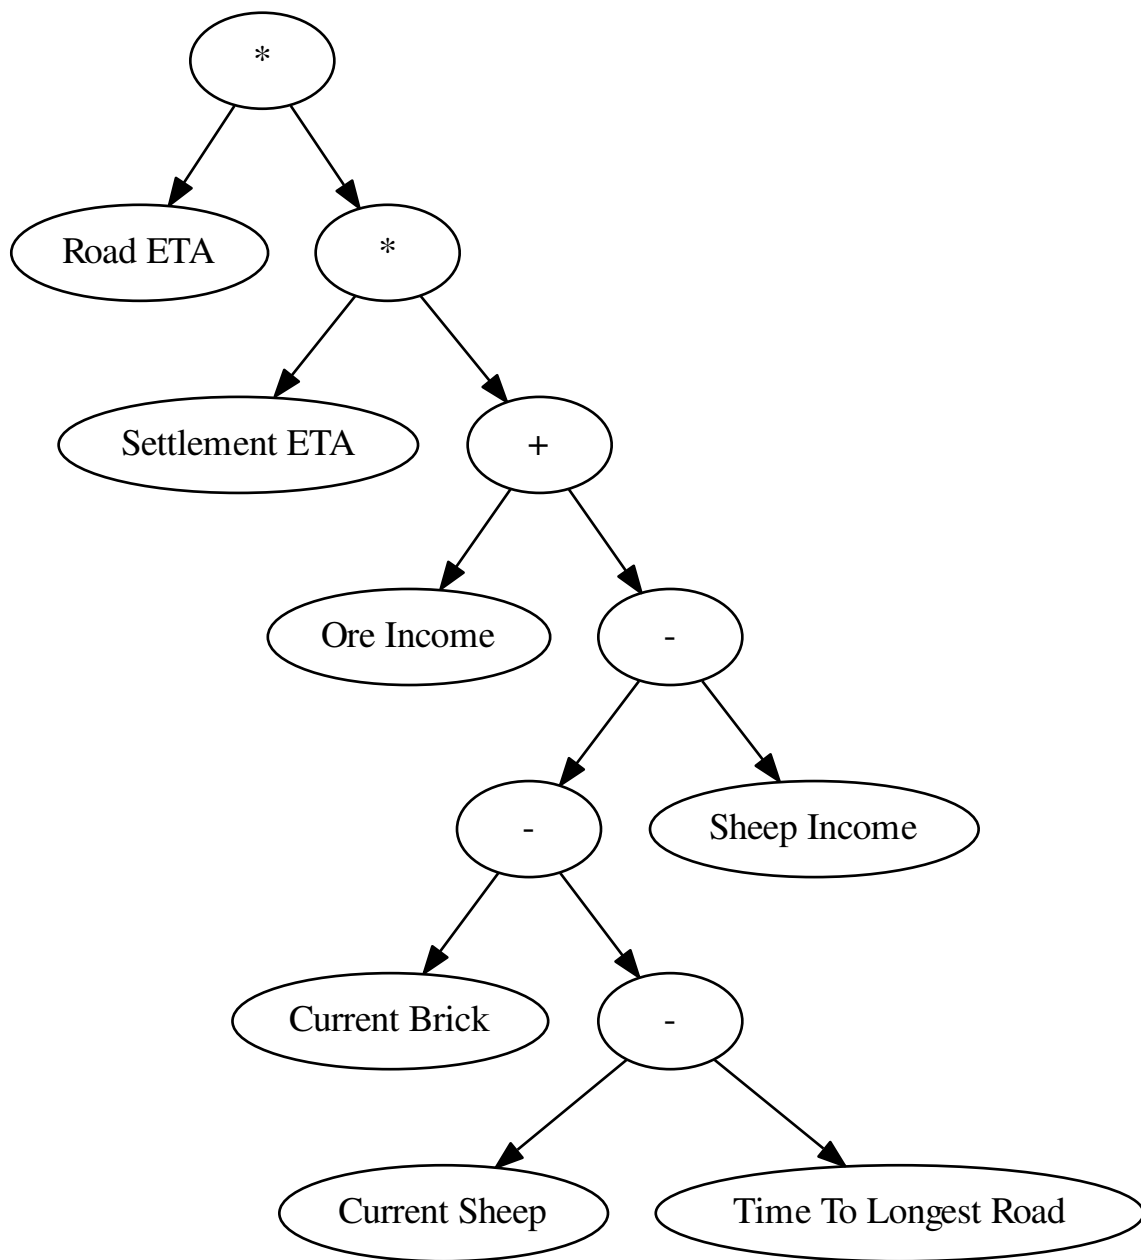 *
Road ETA
*
Settlement ETA
+
Ore Income
-
-
Sheep Income
Current Brick
-
Current Sheep
Time To Longest Road